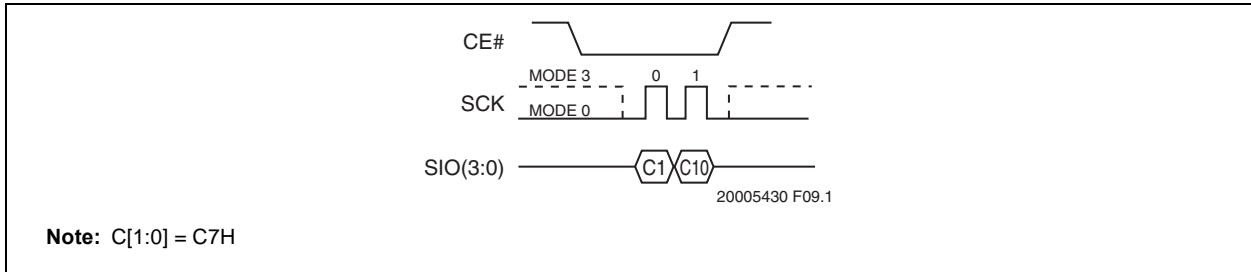 CE#
MODE 3 0 1
SCK
MODE 0
SIO(3:0) C1 C10
20005430 F09.1
Note: C[1:0] = C7H